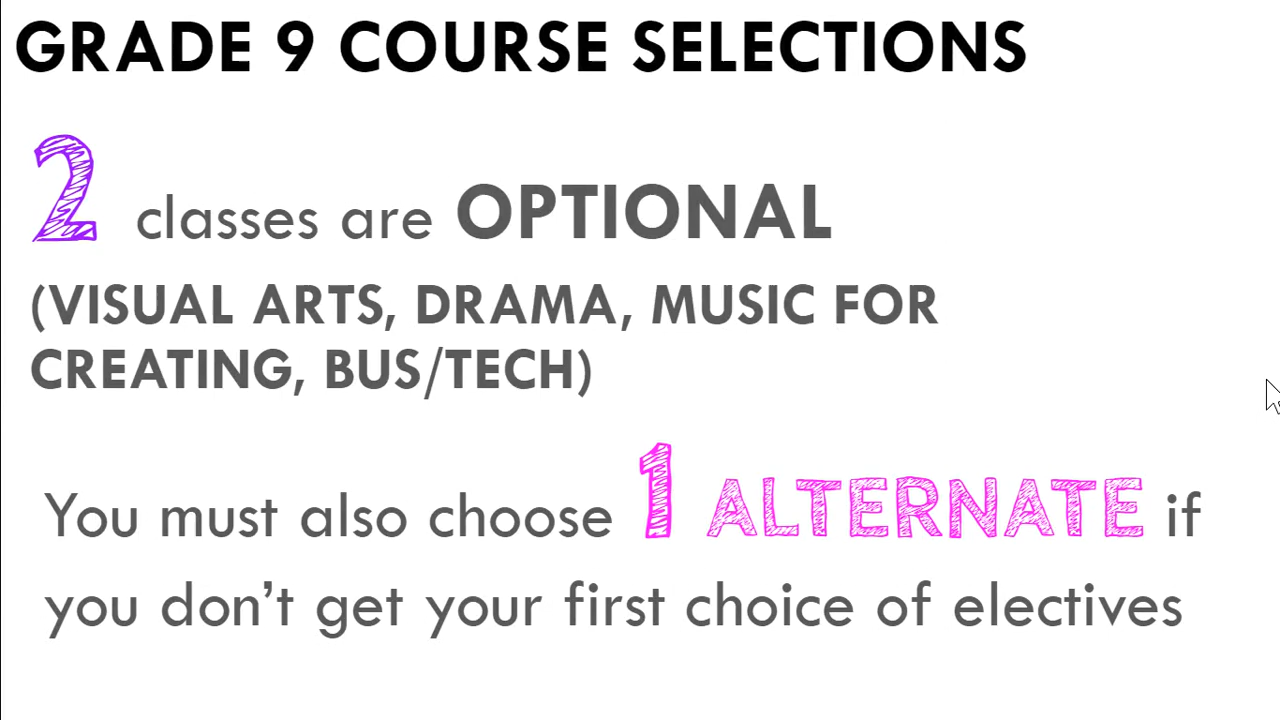 GRADE 9 COURSE SELECTIONS
2 classes are OPTIONAL
(VISUAL ARTS, DRAMA, MUSIC FOR
CREATING, BUS/TECH)
You must also choose 1 ALTERNATE if
you don’t get your first choice of electives